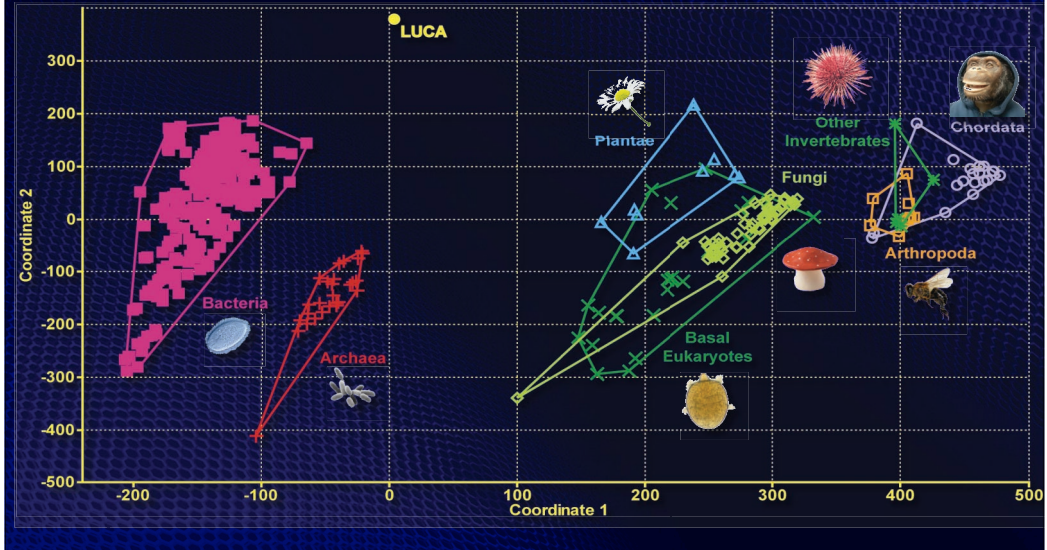 LUCA
300
200
100
0
-100
-200
-300
-400
-500
Coordinate 2
Plantae
Other
Invertebrates
Chordata
Fungi
Arthropoda
Bacteria
Archaea
Basal
Eukaryotes
-200
-100
0
100
200
300
400
500
Coordinate 1